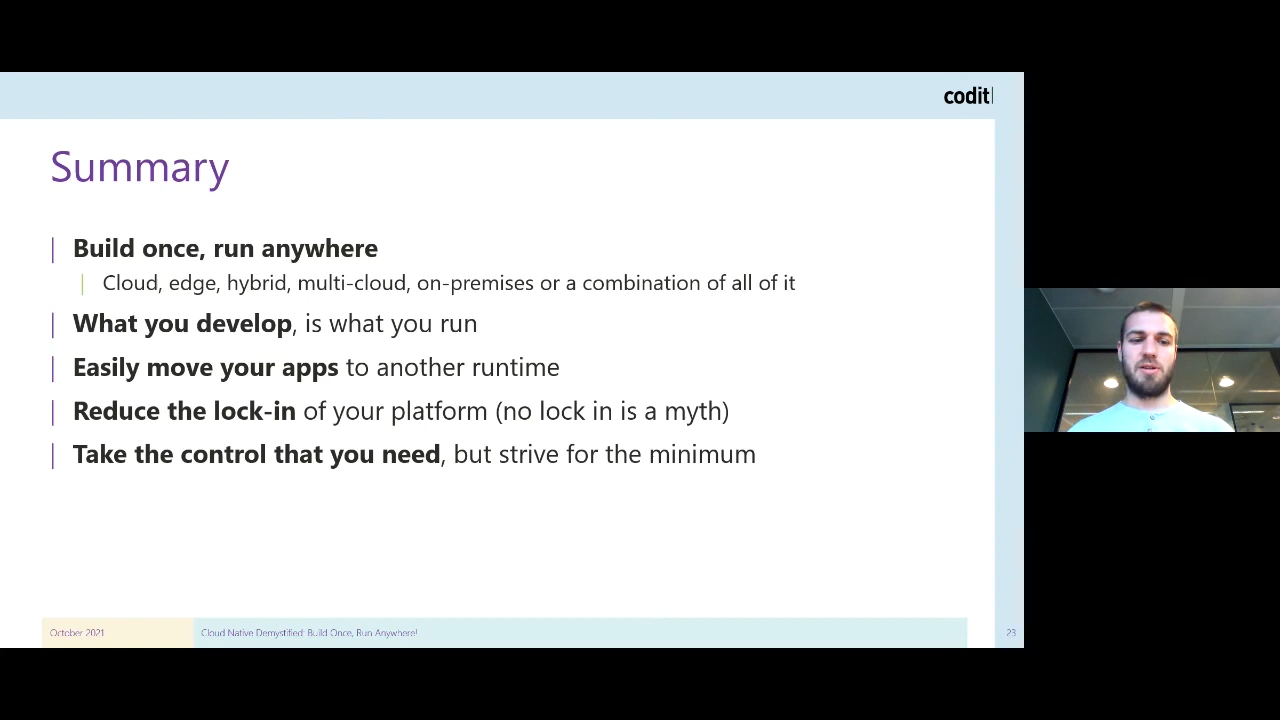 codit
Summary
Build once, run anywhere
Cloud, edge, hybrid, multi-cloud, on-premises or a combination of all of it
What you develop, is what you run
Easily move your apps to another runtime
Reduce the lock-in of your platform (no lock in is a myth)
Take the control that you need, but strive for the minimum
October 2021
Cloud Native Demystified: Build Once, Run Anywhere!
23